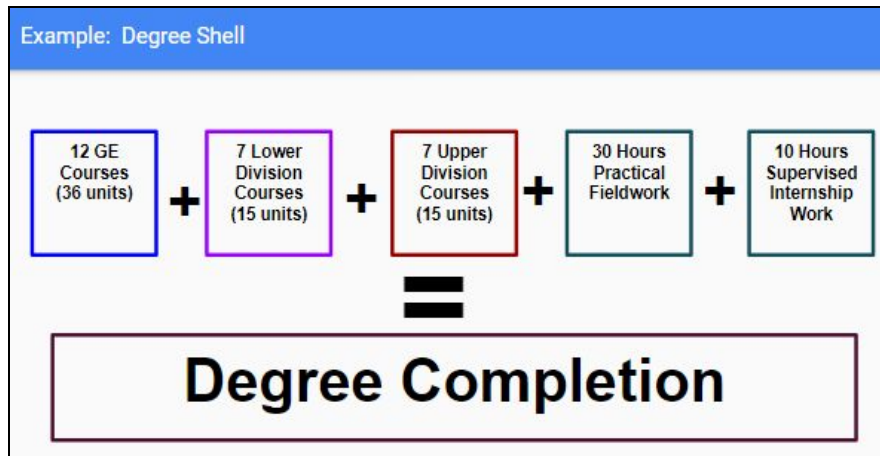 Example: Degree Shell
12 GE
Courses
(36 units)
+
7 Lower
Division
Courses
(15 units)
+
7 Upper
Division
Courses
(15 units)
+
30 Hours
Practical
Fieldwork
+
10 Hours
Supervised
Internship
Work
=
Degree Completion